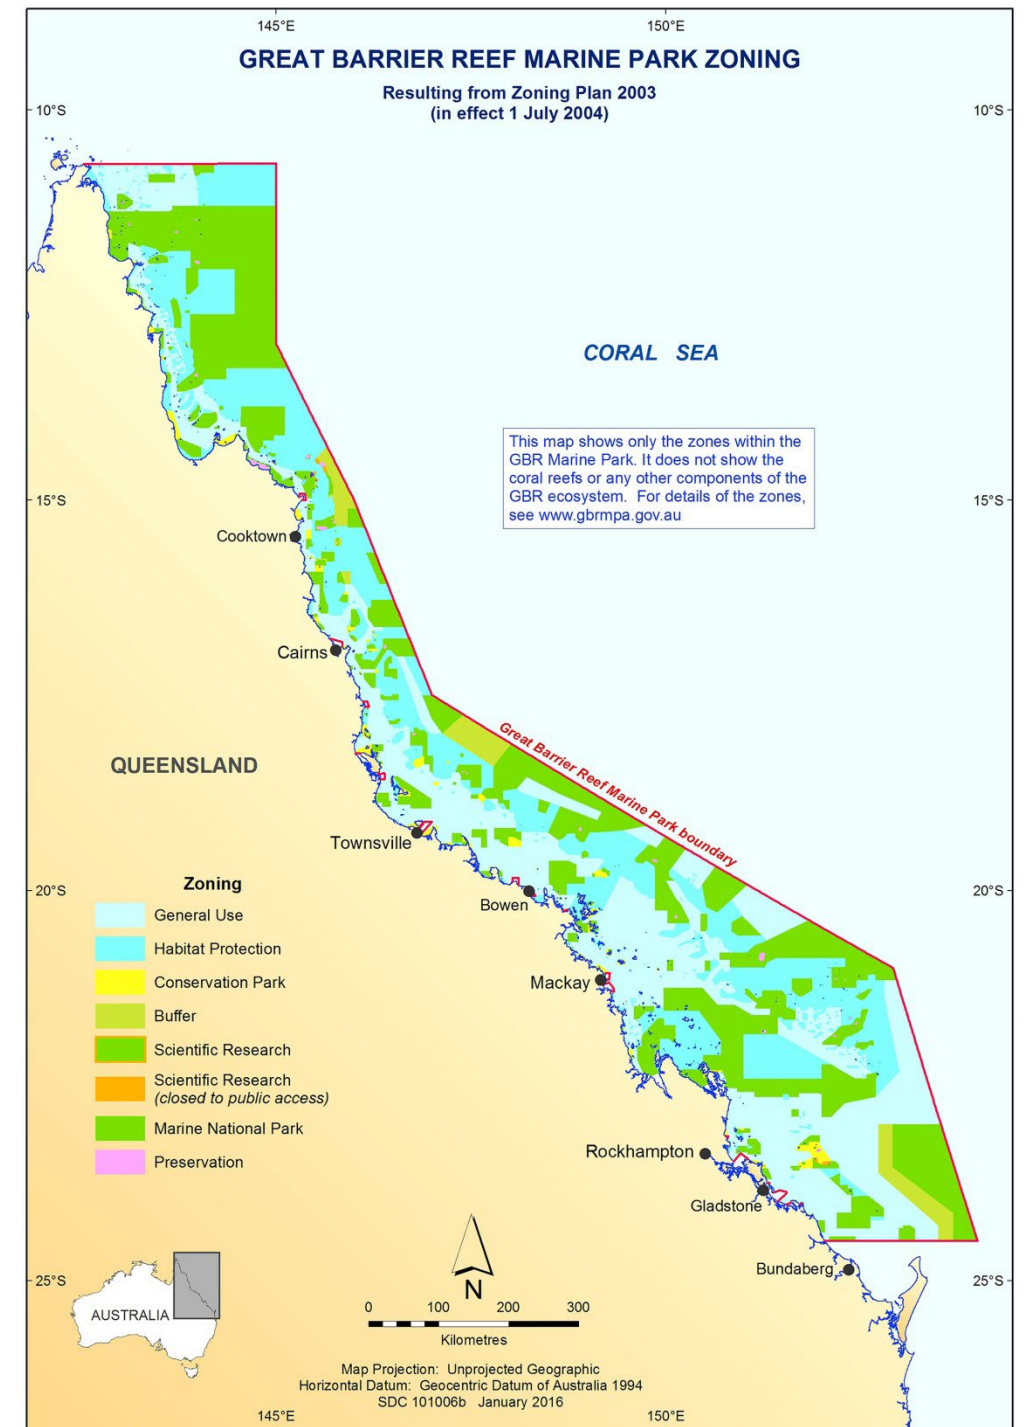 145°E
150°E
GREAT BARRIER REEF MARINE PARK ZONING
Resulting from Zoning Plan 2003
(in effect 1 July 2004)
10°S
10°S
CORAL SEA
This map shows only the zones within the
GBR Marine Park. It does not show the
coral reefs or any other components of the
GBR ecosystem. For details of the zones,
see www.gbrmpa.gov.au
15°S
15°S
Cooktown
Cairns
Great Barrier Reef Marine Park boundary
QUEENSLAND
Townsville
20°S
20°S
Bowen
Mackay
Zoning
General Use
Habitat Protection
Conservation Park
Buffer
Scientific Research
Scientific Research
(closed to public access)
Marine National Park
Preservation
Rockhampton
Gladstone
Bundaberg
25°S
25°S
AUSTRALIA
N
0 100 200 300
Kilometres
Map Projection: Unprojected Geographic
Horizontal Datum: Geocentric Datum of Australia 1994
SDC 101006b January 2016
145°E
150°E